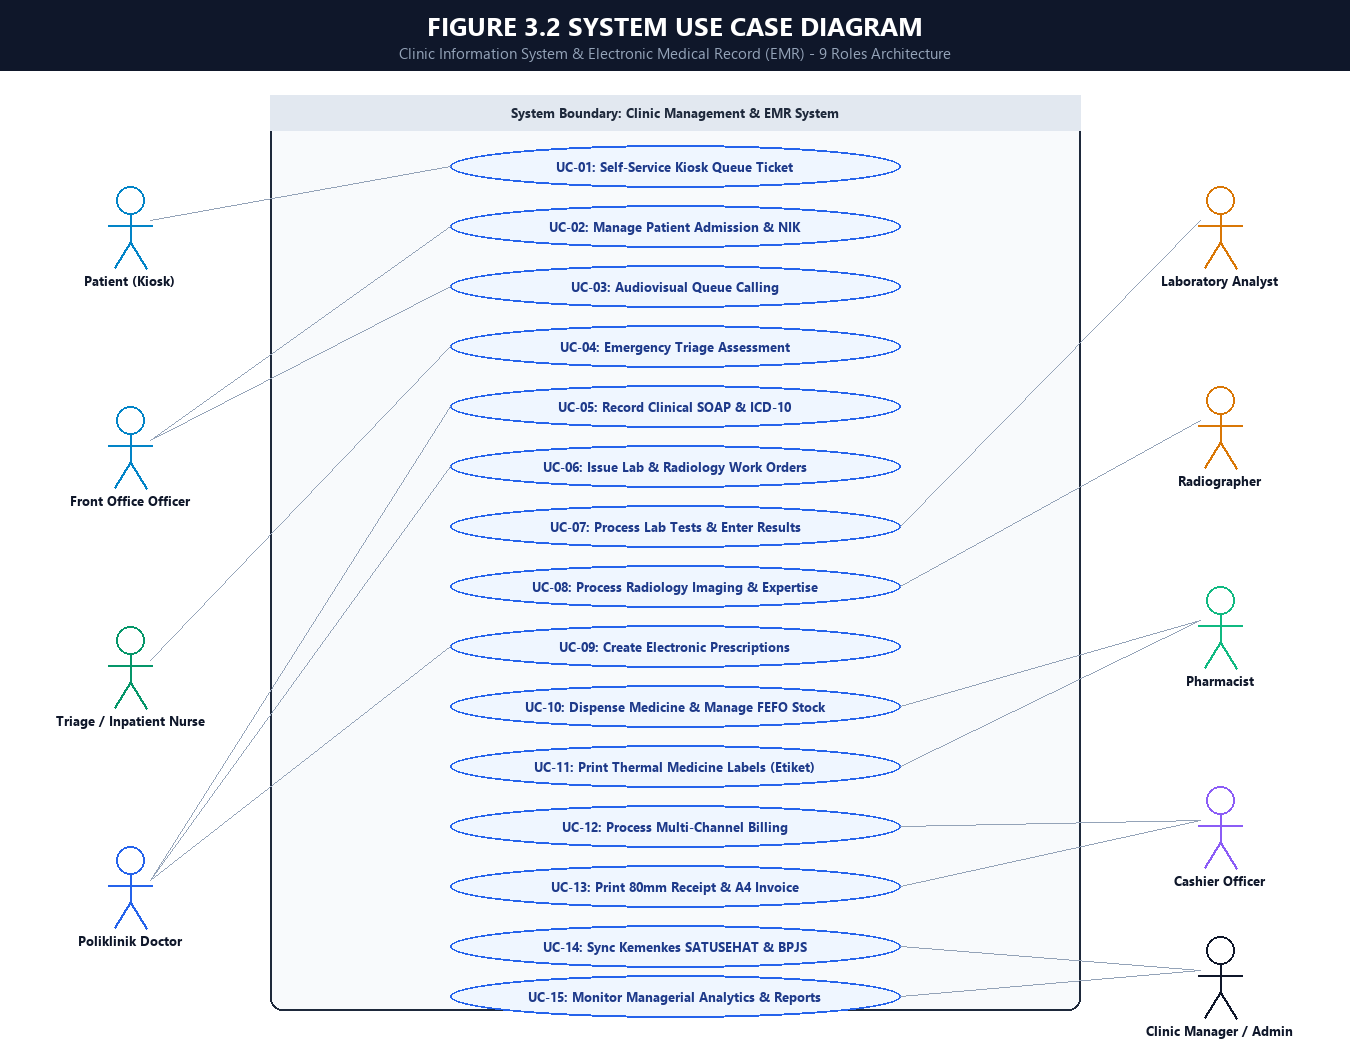 FIGURE 3.2 SYSTEM USE CASE DIAGRAM
Clinic Information System & Electronic Medical Record (EMR) - 9 Roles Architecture
System Boundary: Clinic Management & EMR System
UC-01: Self-Service Kiosk Queue Ticket
UC-02: Manage Patient Admission & NIK
UC-03: Audiovisual Queue Calling
UC-04: Emergency Triage Assessment
UC-05: Record Clinical SOAP & ICD-10
UC-06: Issue Lab & Radiology Work Orders
UC-07: Process Lab Tests & Enter Results
UC-08: Process Radiology Imaging & Expertise
UC-09: Create Electronic Prescriptions
UC-10: Dispense Medicine & Manage FEFO Stock
UC-11: Print Thermal Medicine Labels (Etiket)
UC-12: Process Multi-Channel Billing
UC-13: Print 80mm Receipt & A4 Invoice
UC-14: Sync Kemenkes SATUSEHAT & BPJS
UC-15: Monitor Managerial Analytics & Reports
Patient (Kiosk)
Front Office Officer
Triage / Inpatient Nurse
Poliklinik Doctor
Laboratory Analyst
Radiographer
Pharmacist
Cashier Officer
Clinic Manager / Admin